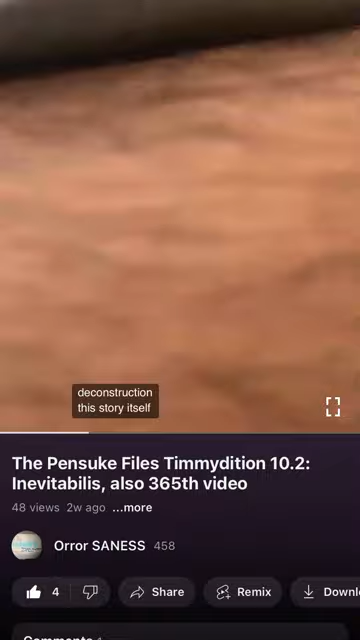 deconstruction
this story itself
The Pensuke Files Timmydition 10.2:
Inevitabilis, also 365th video
48 views 2w ago ...more
Orror SANESS 458
4 Share Remix Downl
Comments